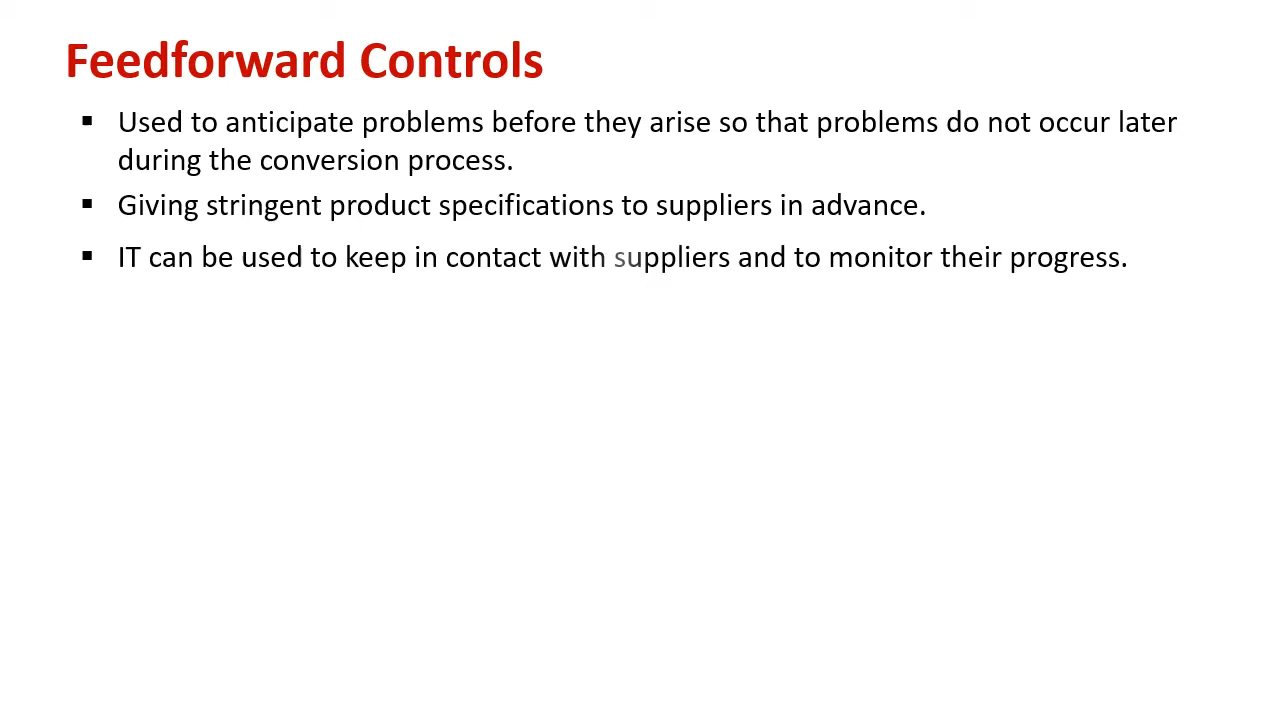 Feedforward Controls
▪ Used to anticipate problems before they arise so that problems do not occur later
during the conversion process.
▪ Giving stringent product specifications to suppliers in advance.
▪ IT can be used to keep in contact with suppliers and to monitor their progress.